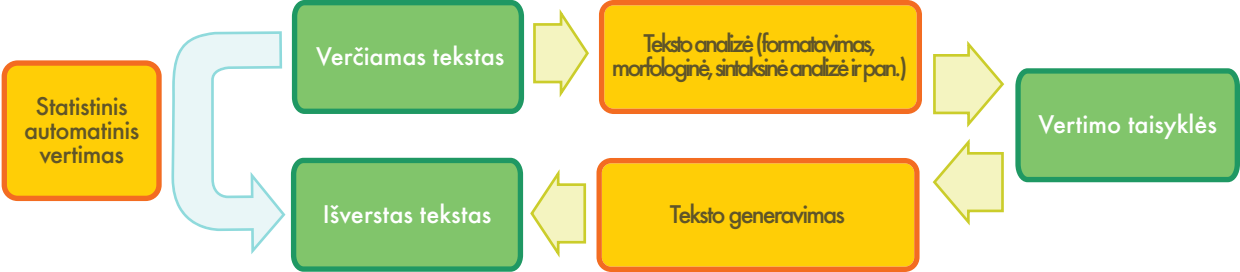 Statistinis
automatinis
vertimas
Verčiamas tekstas
Teksto analizė (formatavimas,
morfologinė, sintaksinė analizė ir pan.)
Vertimo taisyklės
Teksto generavimas
Išverstas tekstas